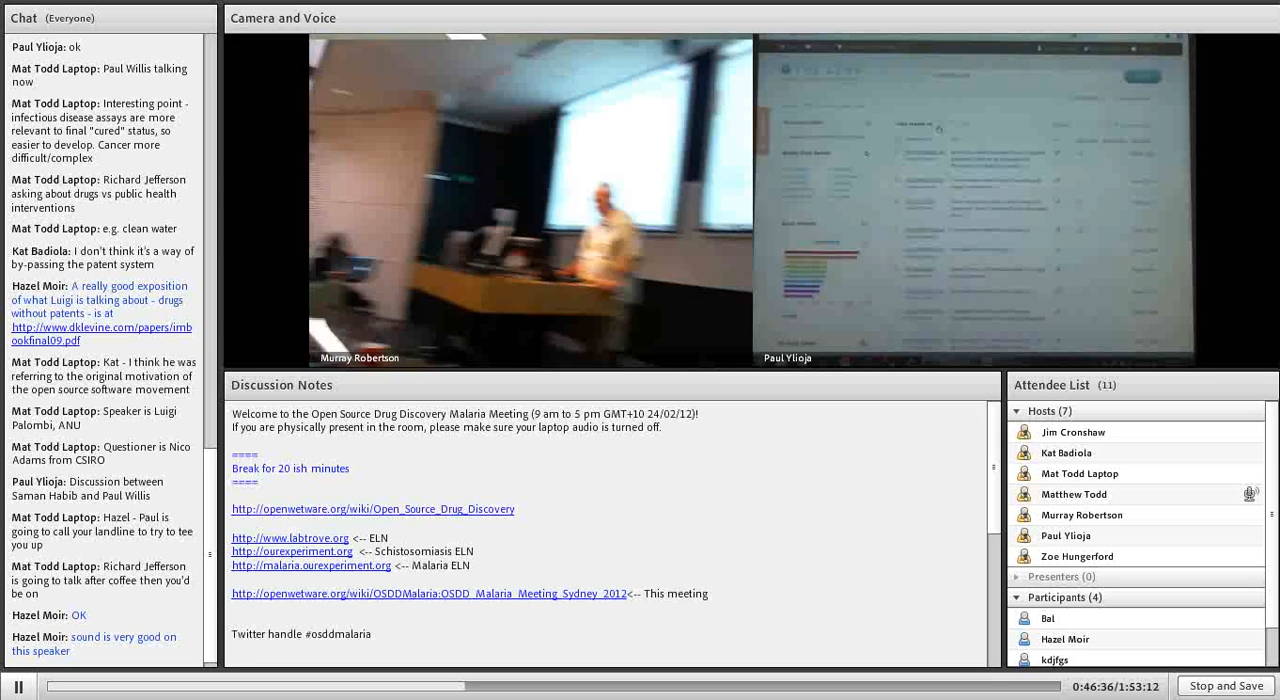 Chat (Everyone)
Paul Ylioja: ok
Mat Todd Laptop: Paul Willis talking
now
Mat Todd Laptop: Interesting point -
infectious disease assays are more
relevant to final "cured" status, so
easier to develop. Cancer more
difficult/complex
Mat Todd Laptop: Richard Jefferson
asking about drugs vs public health
interventions
Mat Todd Laptop: e.g. clean water
Kat Badiola: I don't think it's a way of
by-passing the patent system
Hazel Moir: A really good exposition
of what Luigi is talking about - drugs
without patents - is at
http://www.dklevine.com/papers/imb
ookfinal09.pdf
Mat Todd Laptop: Kat - I think he was
referring to the original motivation of
the open source software movement
Mat Todd Laptop: Speaker is Luigi
Palombi, ANU
Mat Todd Laptop: Questioner is Nico
Adams from CSIRO
Paul Ylioja: Discussion between
Saman Habib and Paul Willis
Mat Todd Laptop: Hazel - Paul is
going to call your landline to try to tee
you up
Mat Todd Laptop: Richard Jefferson
is going to talk after coffee then you'd
be on
Hazel Moir: OK
Hazel Moir: sound is very good on
this speaker
Camera and Voice
Murray Robertson
Paul Ylioja
Discussion Notes
Welcome to the Open Source Drug Discovery Malaria Meeting (9 am to 5 pm GMT+10 24/02/12)!
If you are physically present in the room, please make sure your laptop audio is turned off.
====
Break for 20 ish minutes
====
http://openwetware.org/wiki/Open_Source_Drug_Discovery
http://www.labtrove.org <-- ELN
http://ourexperiment.org <-- Schistosomiasis ELN
http://malaria.ourexperiment.org <-- Malaria ELN
http://openwetware.org/wiki/OSDDMalaria:OSDD_Malaria_Meeting_Sydney_2012<-- This meeting
Twitter handle #osddmalaria
Attendee List (11)
Hosts (7)
Jim Cronshaw
Kat Badiola
Mat Todd Laptop
Matthew Todd
Murray Robertson
Paul Ylioja
Zoe Hungerford
Presenters (0)
Participants (4)
Bal
Hazel Moir
kdjfgs
0:46:36/1:53:12
Stop and Save